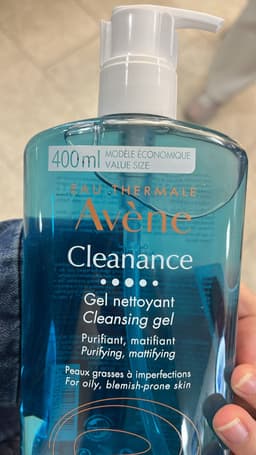 400ml MODÈLE ÉCONOMIQUE
VALUE SIZE
EAU THERMALE
Avène
Cleanance
Gel nettoyant
Cleansing gel
Purifiant, matifiant
Purifying, mattifying
Peaux grasses à imperfections
For oily, blemish-prone skin